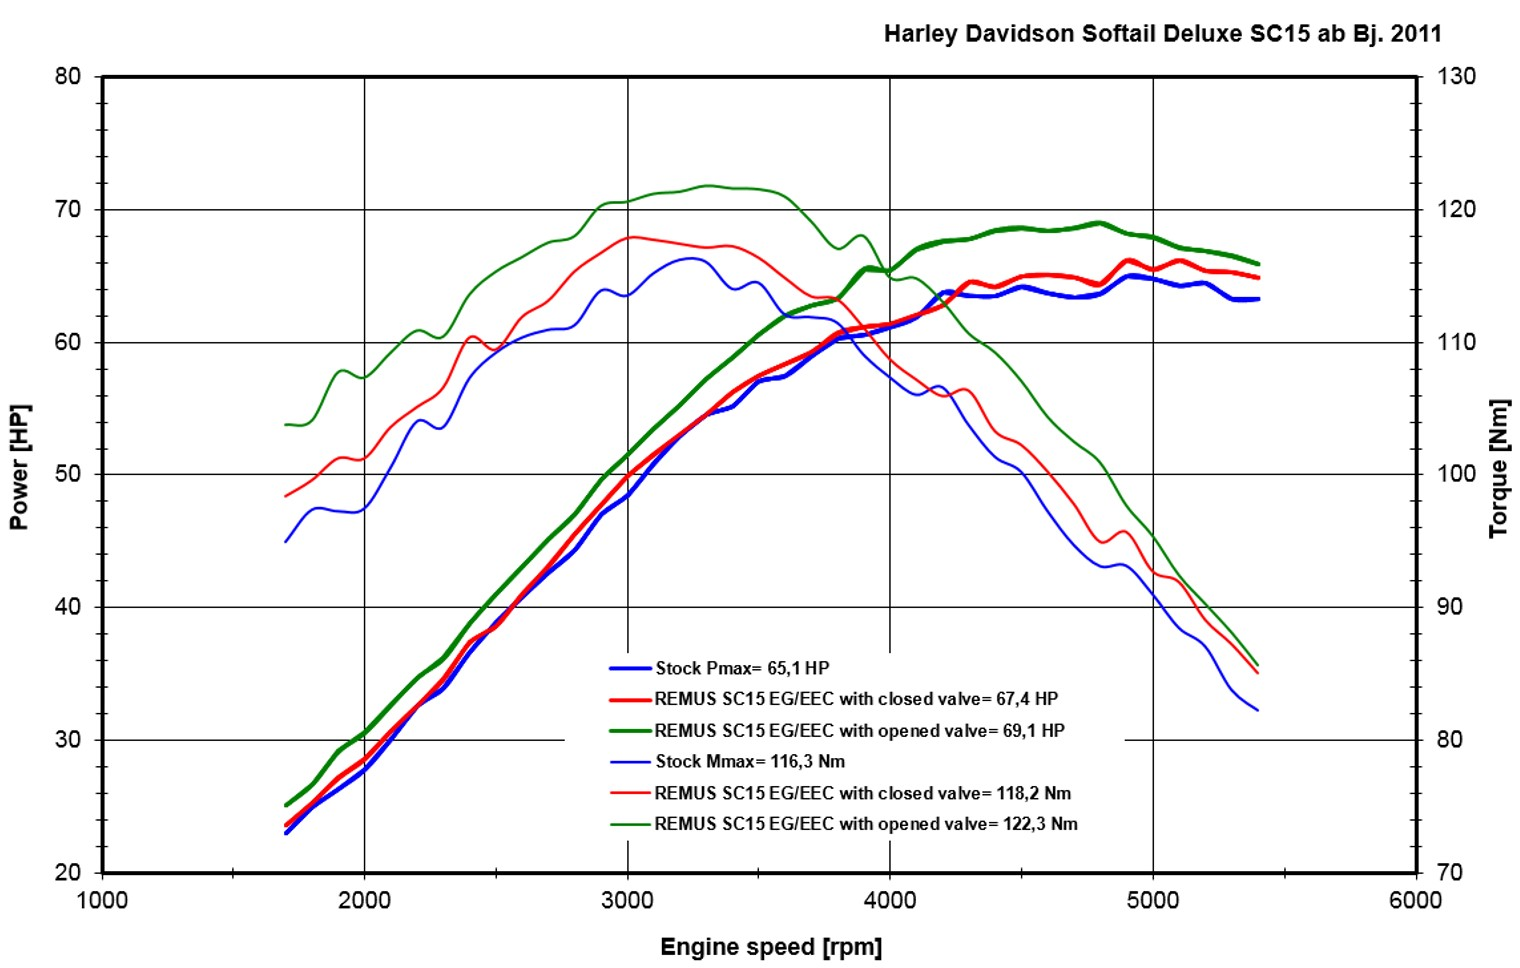 Harley Davidson Softail Deluxe SC15 ab Bj. 2011
80
70
60
50
40
30
20
130
120
110
100
90
80
70
1000
2000
3000
4000
5000
6000
Power [HP]
Torque [Nm]
Engine speed [rpm]
Stock Pmax= 65,1 HP
REMUS SC15 EG/EEC with closed valve= 67,4 HP
REMUS SC15 EG/EEC with opened valve= 69,1 HP
Stock Mmax= 116,3 Nm
REMUS SC15 EG/EEC with closed valve= 118,2 Nm
REMUS SC15 EG/EEC with opened valve= 122,3 Nm